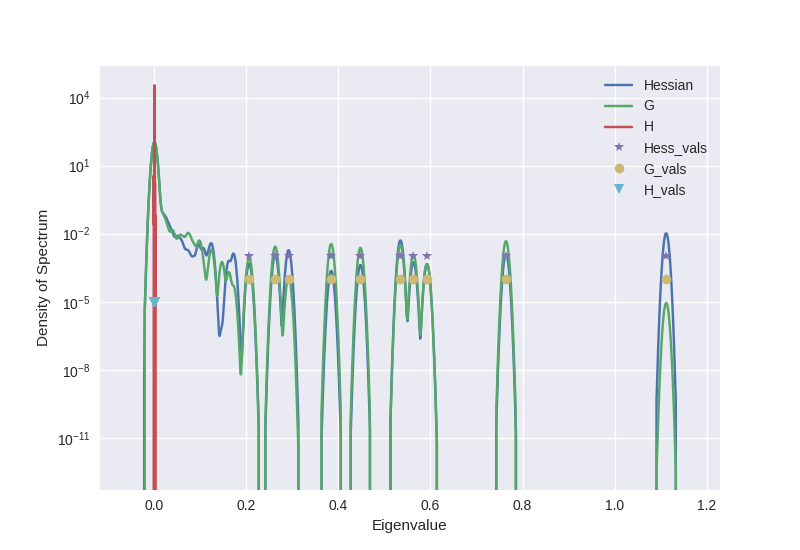 Hessian
G
H
Hess_vals
G_vals
H_vals
10^4
10^1
10^−2
10^−5
10^−8
10^−11
Density of Spectrum
0.0 0.2 0.4 0.6 0.8 1.0 1.2
Eigenvalue